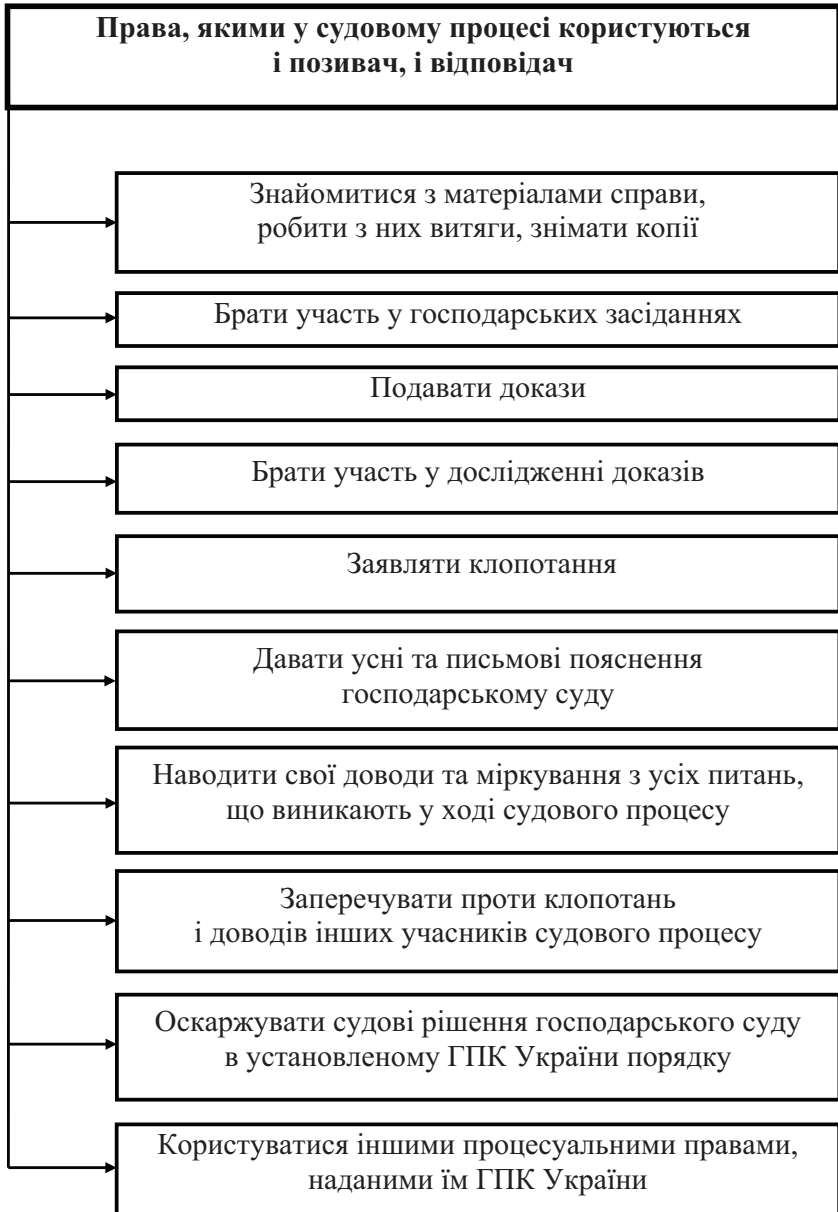 Права, якими у судовому процесі користуються
і позивач, і відповідач
Знайомитися з матеріалами справи,
робити з них витяги, знімати копії
Брати участь у господарських засіданнях
Подавати докази
Брати участь у дослідженні доказів
Заявляти клопотання
Давати усні та письмові пояснення
господарському суду
Наводити свої доводи та міркування з усіх питань,
що виникають у ході судового процесу
Заперечувати проти клопотань
і доводів інших учасників судового процесу
Оскаржувати судові рішення господарського суду
в установленому ГПК України порядку
Користуватися іншими процесуальними правами,
наданими їм ГПК України